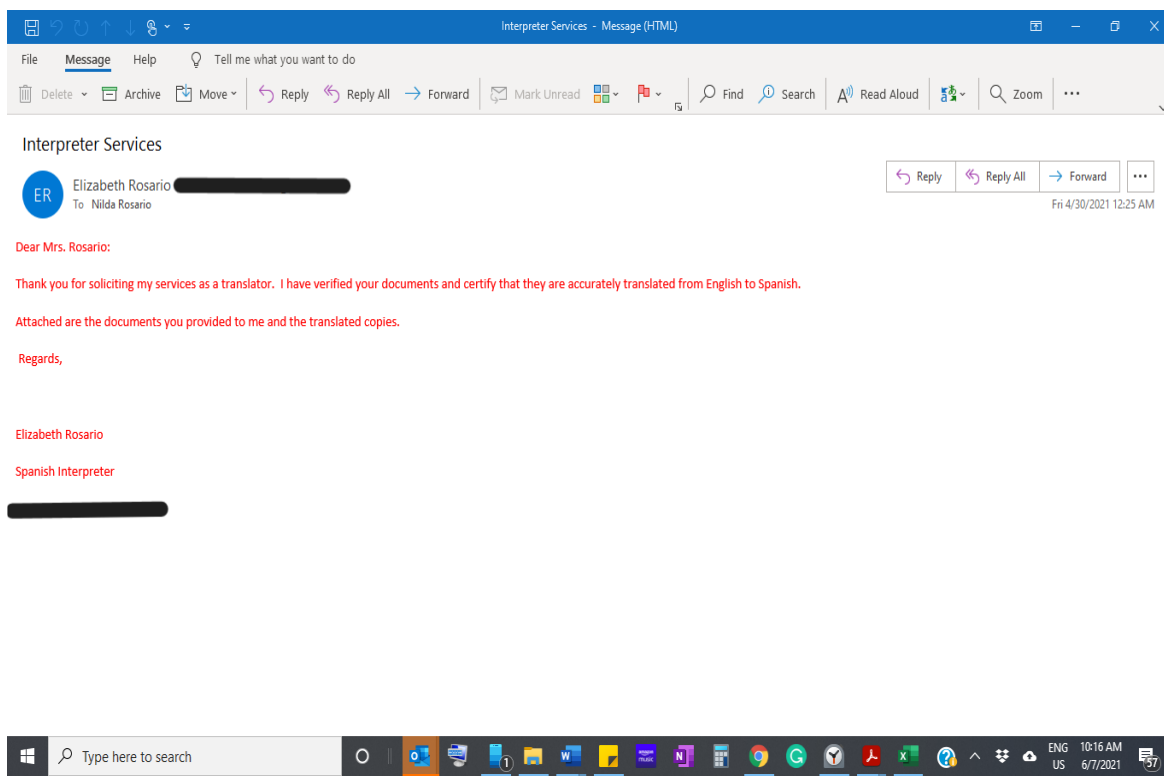 Interpreter Services - Message (HTML)
File Message Help Tell me what you want to do
Delete Archive Move Reply Reply All Forward Mark Unread Find Search Read Aloud Zoom
Interpreter Services
ER
Elizabeth Rosario
To Nilda Rosario
Reply Reply All Forward
Fri 4/30/2021 12:25 AM
Dear Mrs. Rosario:
Thank you for soliciting my services as a translator. I have verified your documents and certify that they are accurately translated from English to Spanish.
Attached are the documents you provided to me and the translated copies.
Regards,
Elizabeth Rosario
Spanish Interpreter
Type here to search
ENG 10:16 AM
US 6/7/2021
57